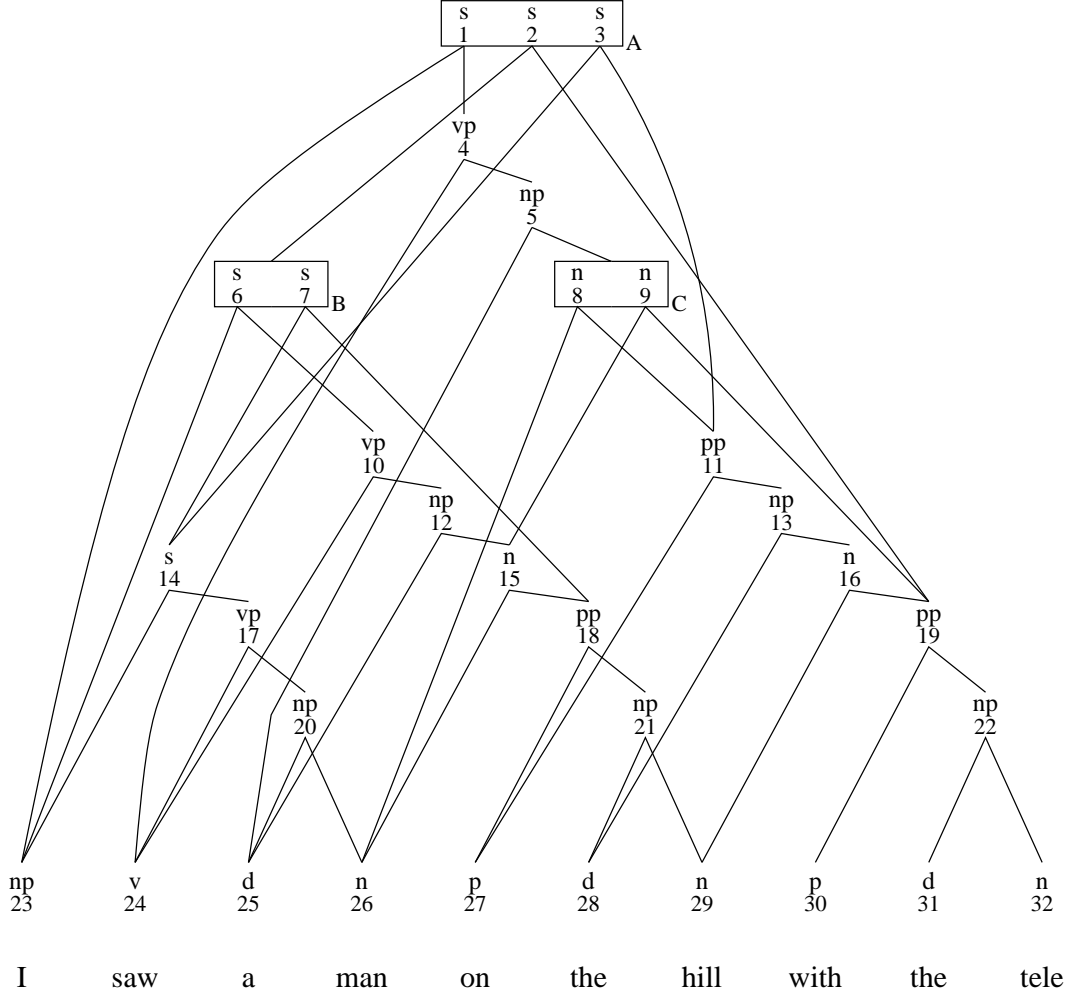 s s s
1 2 3 A
vp
4
np
5
s s n n
6 7 B 8 9 C
vp pp
10 11
np np
12 13
s n n
14 15 16
vp pp pp
17 18 19
np np np
20 21 22
np v d n p d n p d n
23 24 25 26 27 28 29 30 31 32
I saw a man on the hill with the tele